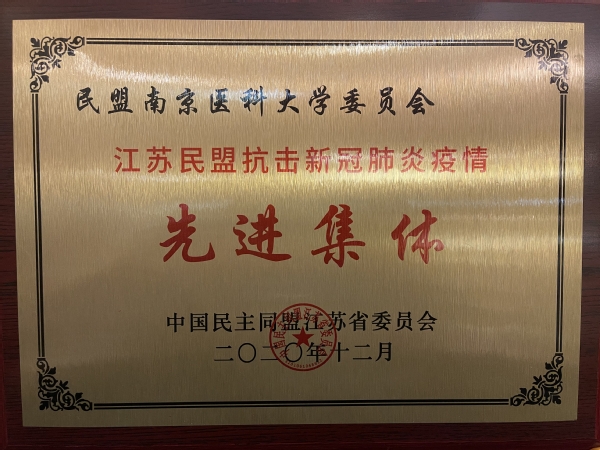 民盟南京医科大学委员会
江苏民盟抗击新冠肺炎疫情
先进集体
中国民主同盟江苏省委员会
二〇二〇年十二月